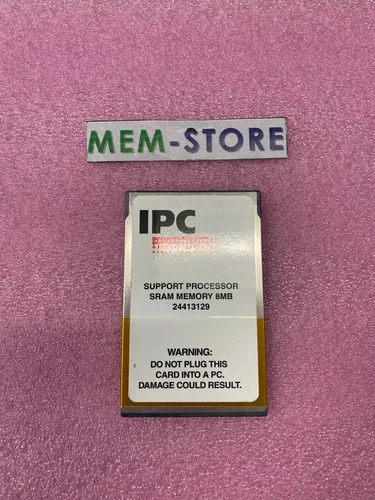 MEM-STORE
IPC
SUPPORT PROCESSOR
SRAM MEMORY 8MB
24413129
WARNING:
DO NOT PLUG THIS
CARD INTO A PC.
DAMAGE COULD RESULT.